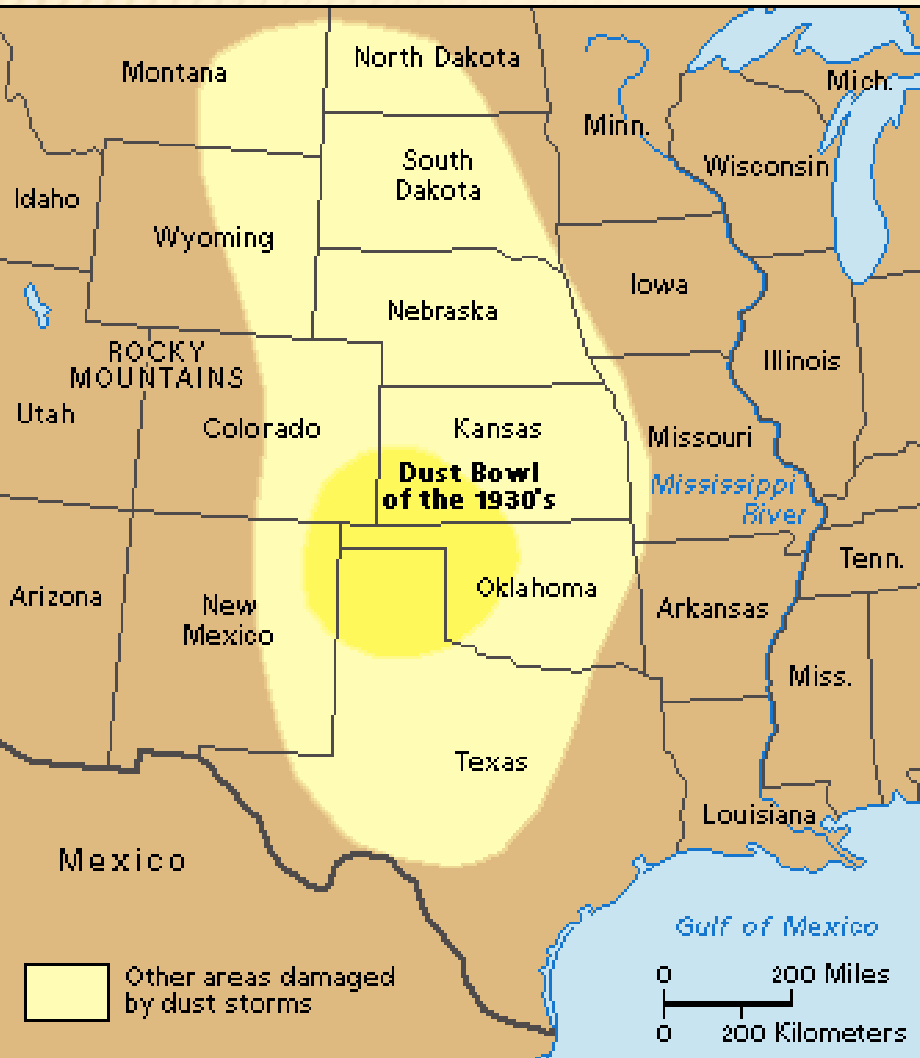 Montana
North Dakota
Minn.
Mich.
South
Dakota
Wisconsin
Idaho
Wyoming
Iowa
Nebraska
ROCKY
MOUNTAINS
Illinois
Utah
Colorado
Kansas
Missouri
Dust Bowl
of the 1930's
Mississippi
River
Arizona
New
Mexico
Oklahoma
Arkansas
Tenn.
Miss.
Texas
Louisiana
Mexico
Gulf of Mexico
Other areas damaged
by dust storms
0 200 Miles
0 200 Kilometers